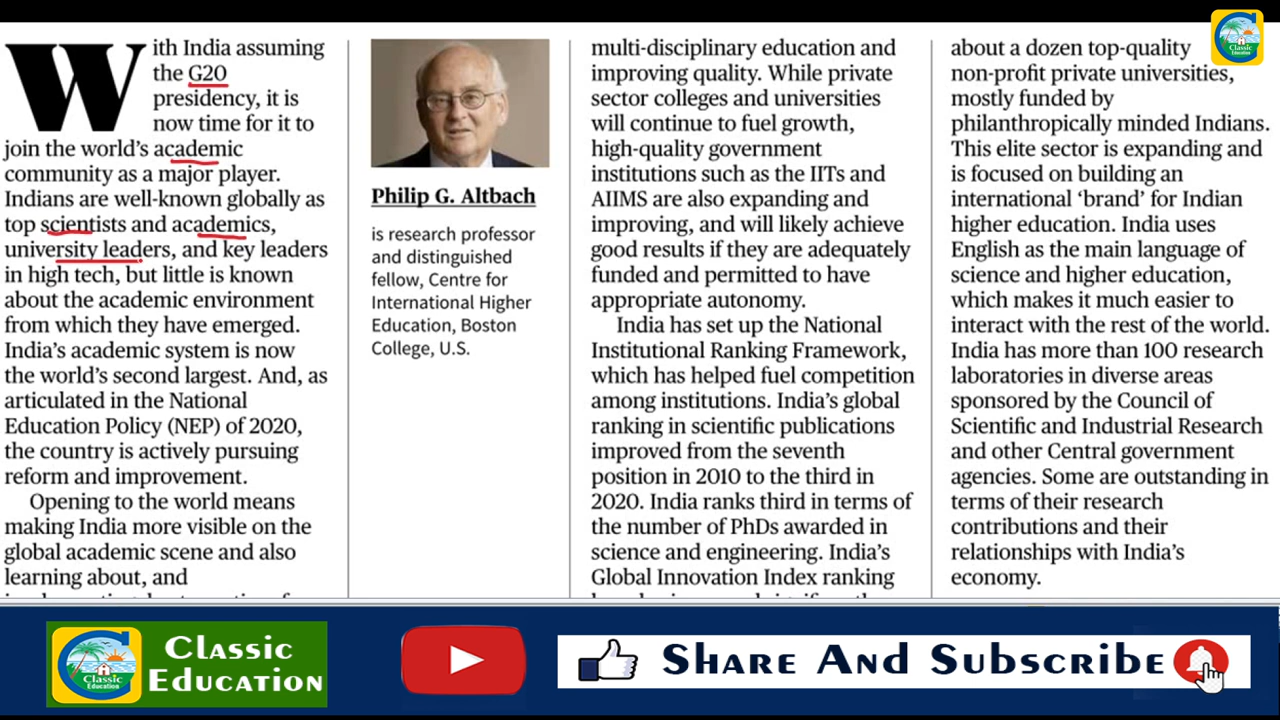 With India assuming
the G20
presidency, it is
now time for it to
join the world's academic
community as a major player.
Indians are well-known globally as
top scientists and academics,
university leaders, and key leaders
in high tech, but little is known
about the academic environment
from which they have emerged.
India's academic system is now
the world's second largest. And, as
articulated in the National
Education Policy (NEP) of 2020,
the country is actively pursuing
reform and improvement.
Opening to the world means
making India more visible on the
global academic scene and also
learning about, and
Philip G. Altbach
is research professor
and distinguished
fellow, Centre for
International Higher
Education, Boston
College, U.S.
multi-disciplinary education and
improving quality. While private
sector colleges and universities
will continue to fuel growth,
high-quality government
institutions such as the IITs and
AIIMS are also expanding and
improving, and will likely achieve
good results if they are adequately
funded and permitted to have
appropriate autonomy.
India has set up the National
Institutional Ranking Framework,
which has helped fuel competition
among institutions. India's global
ranking in scientific publications
improved from the seventh
position in 2010 to the third in
2020. India ranks third in terms of
the number of PhDs awarded in
science and engineering. India's
Global Innovation Index ranking
about a dozen top-quality
non-profit private universities,
mostly funded by
philanthropically minded Indians.
This elite sector is expanding and
is focused on building an
international 'brand' for Indian
higher education. India uses
English as the main language of
science and higher education,
which makes it much easier to
interact with the rest of the world.
India has more than 100 research
laboratories in diverse areas
sponsored by the Council of
Scientific and Industrial Research
and other Central government
agencies. Some are outstanding in
terms of their research
contributions and their
relationships with India's
economy.
Classic
Education
Classic
Education
Classic
Education
Share And Subscribe